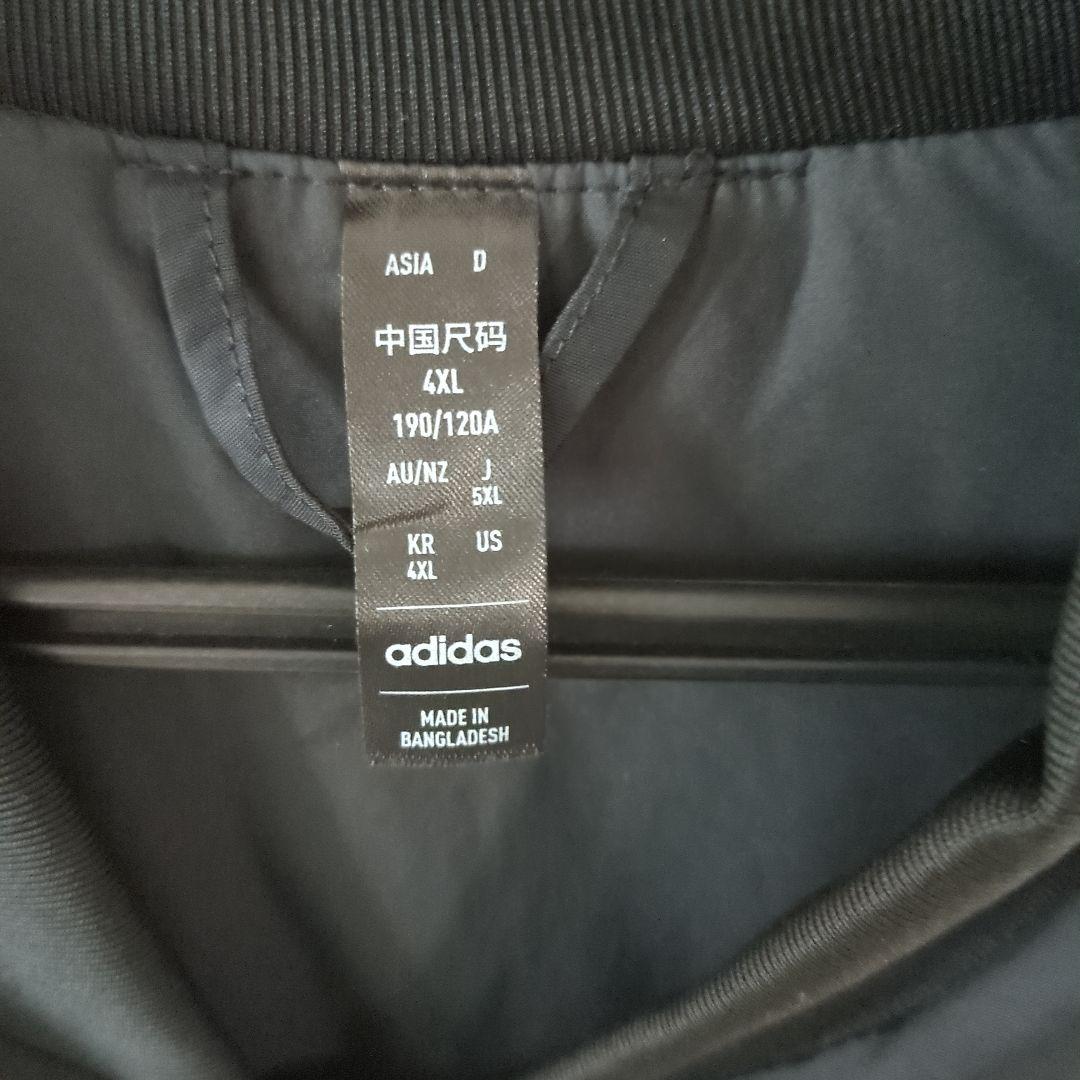 ASIA D
中国尺码
4XL
190/120A
AU/NZ J
5XL
KR US
4XL
adidas
MADE IN
BANGLADESH